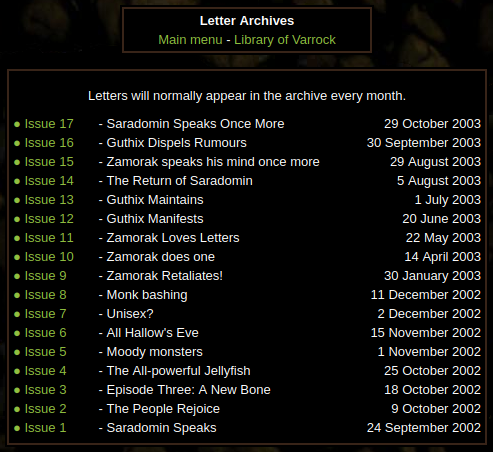 Letter Archives
Main menu - Library of Varrock
Letters will normally appear in the archive every month.
● Issue 17 - Saradomin Speaks Once More 29 October 2003
● Issue 16 - Guthix Dispels Rumours 30 September 2003
● Issue 15 - Zamorak speaks his mind once more 29 August 2003
● Issue 14 - The Return of Saradomin 5 August 2003
● Issue 13 - Guthix Maintains 1 July 2003
● Issue 12 - Guthix Manifests 20 June 2003
● Issue 11 - Zamorak Loves Letters 22 May 2003
● Issue 10 - Zamorak does one 14 April 2003
● Issue 9 - Zamorak Retaliates! 30 January 2003
● Issue 8 - Monk bashing 11 December 2002
● Issue 7 - Unisex? 2 December 2002
● Issue 6 - All Hallow's Eve 15 November 2002
● Issue 5 - Moody monsters 1 November 2002
● Issue 4 - The All-powerful Jellyfish 25 October 2002
● Issue 3 - Episode Three: A New Bone 18 October 2002
● Issue 2 - The People Rejoice 9 October 2002
● Issue 1 - Saradomin Speaks 24 September 2002